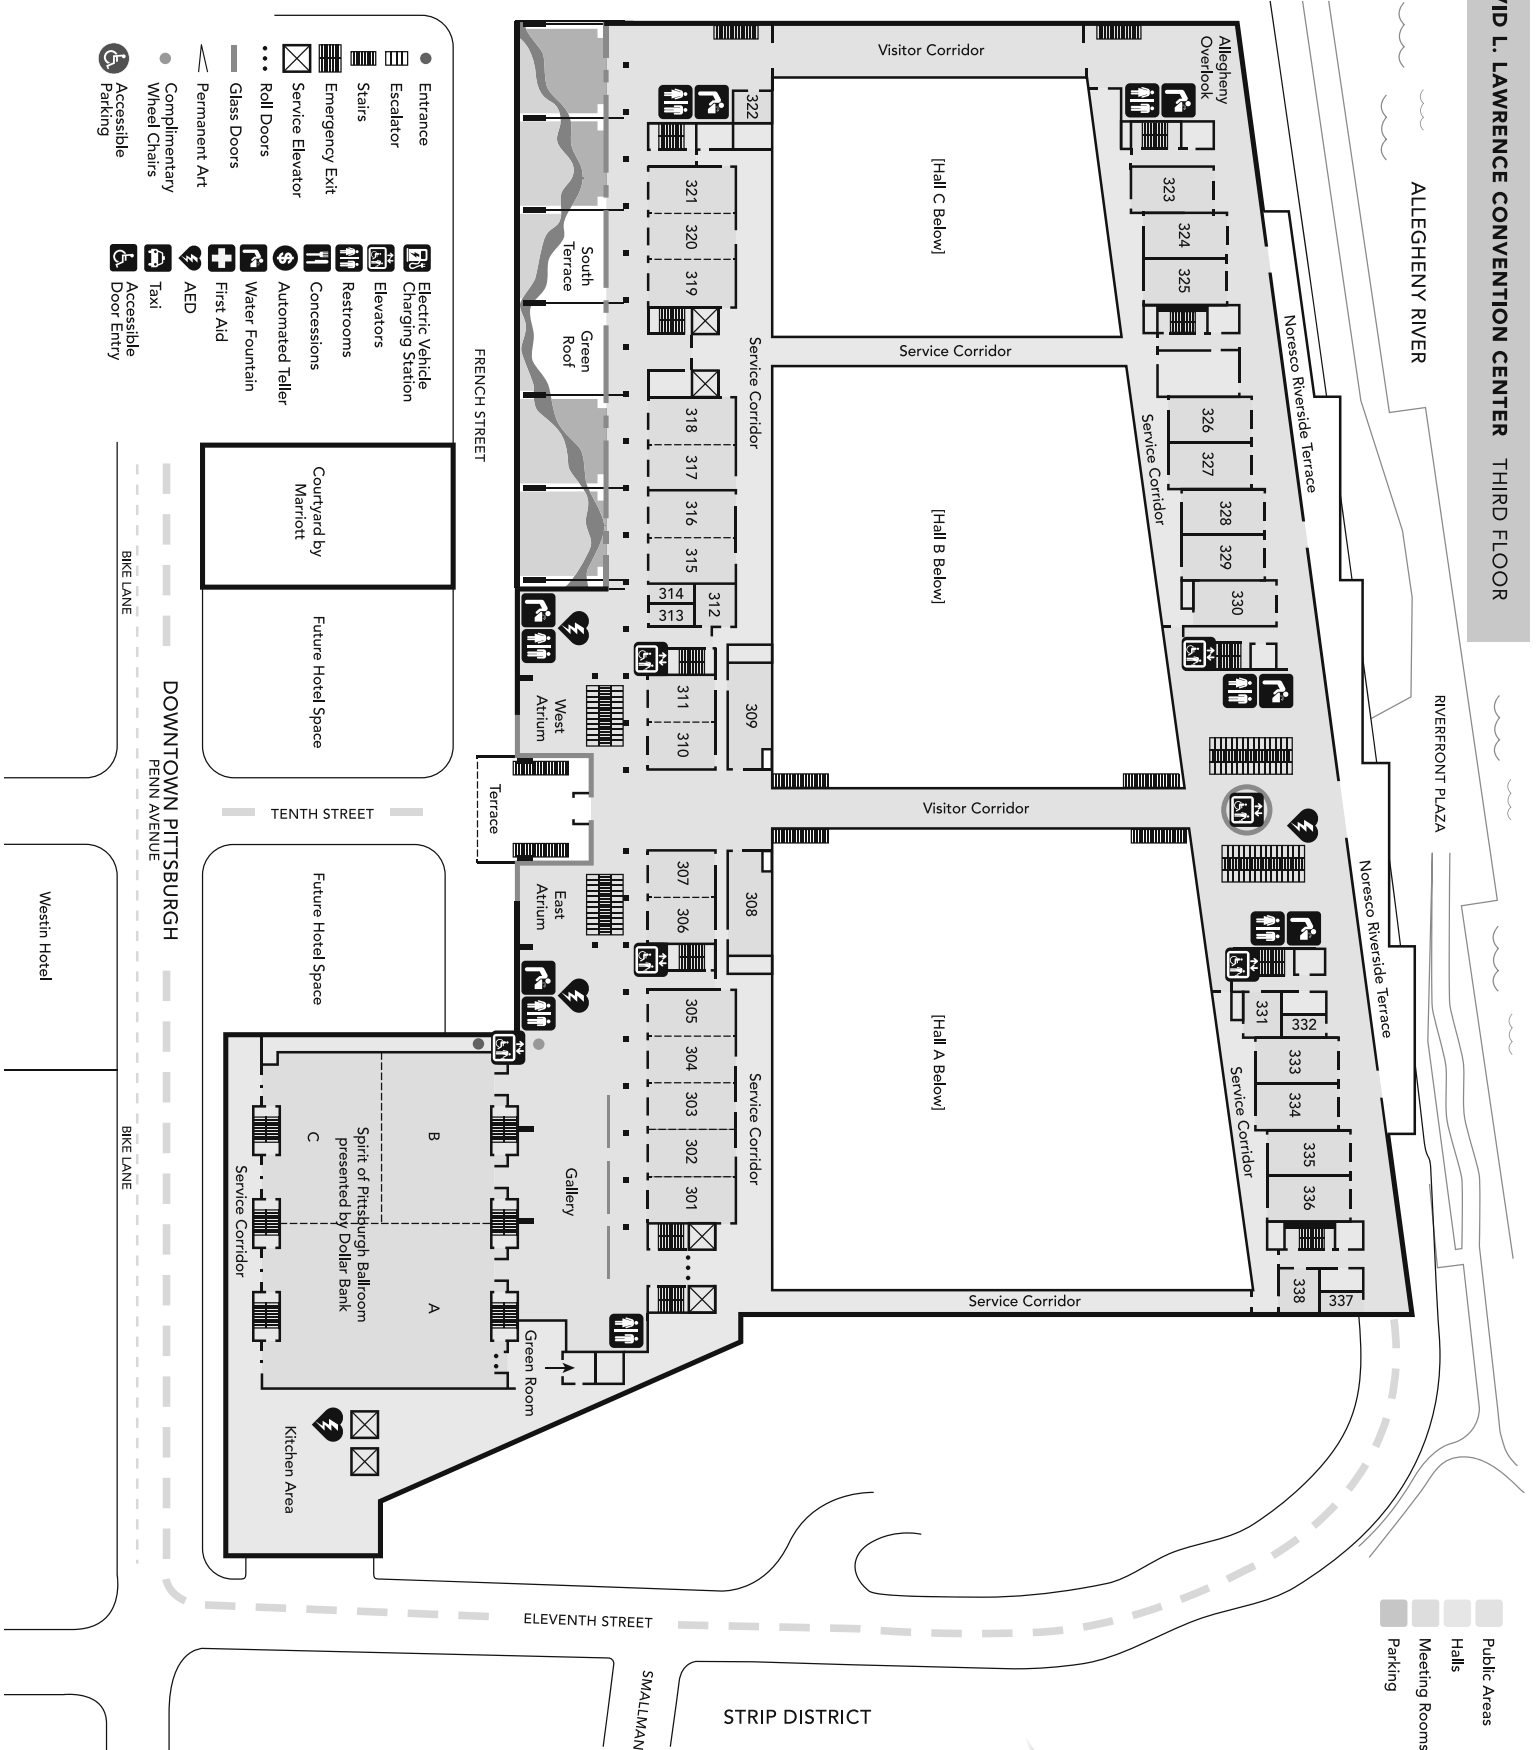 VID L. LAWRENCE CONVENTION CENTER THIRD FLOOR
ALLEGHENY RIVER
RIVERFRONT PLAZA
Noresco Riverside Terrace
Noresco Riverside Terrace
Allegheny
Overlook
Visitor Corridor
323
324
325
326
327
328
329
330
331
332
333
334
335
336
338
337
Service Corridor
Service Corridor
[Hall C Below]
Service Corridor
[Hall B Below]
Visitor Corridor
[Hall A Below]
Service Corridor
Service Corridor
Service Corridor
322
321
320
319
318
317
316
315
314
313
312
311
310
309
308
307
306
305
304
303
302
301
South
Terrace
Green
Roof
West
Atrium
Terrace
East
Atrium
Gallery
Green Room
B
C
A
Spirit of Pittsburgh Ballroom
presented by Dollar Bank
Service Corridor
Kitchen Area
FRENCH STREET
Courtyard by
Marriott
Future Hotel Space
TENTH STREET
Future Hotel Space
Westin Hotel
BIKE LANE
BIKE LANE
DOWNTOWN PITTSBURGH
PENN AVENUE
ELEVENTH STREET
SMALLMAN
STRIP DISTRICT
Entrance
Escalator
Stairs
Emergency Exit
Service Elevator
Roll Doors
Glass Doors
Permanent Art
Complimentary
Wheel Chairs
Accessible
Parking
Electric Vehicle
Charging Station
Elevators
Restrooms
Concessions
Automated Teller
Water Fountain
First Aid
AED
Taxi
Accessible
Door Entry
Public Areas
Halls
Meeting Rooms
Parking